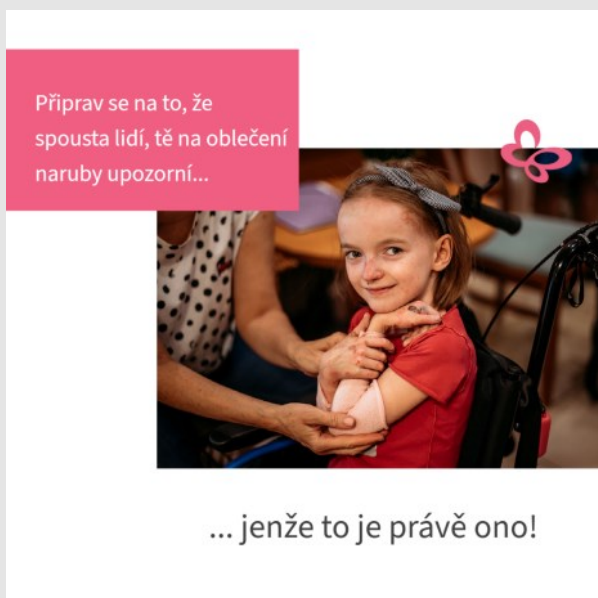 Připrav se na to, že
spousta lidí, tě na oblečení
naruby upozorní...
... jenže to je právě ono!